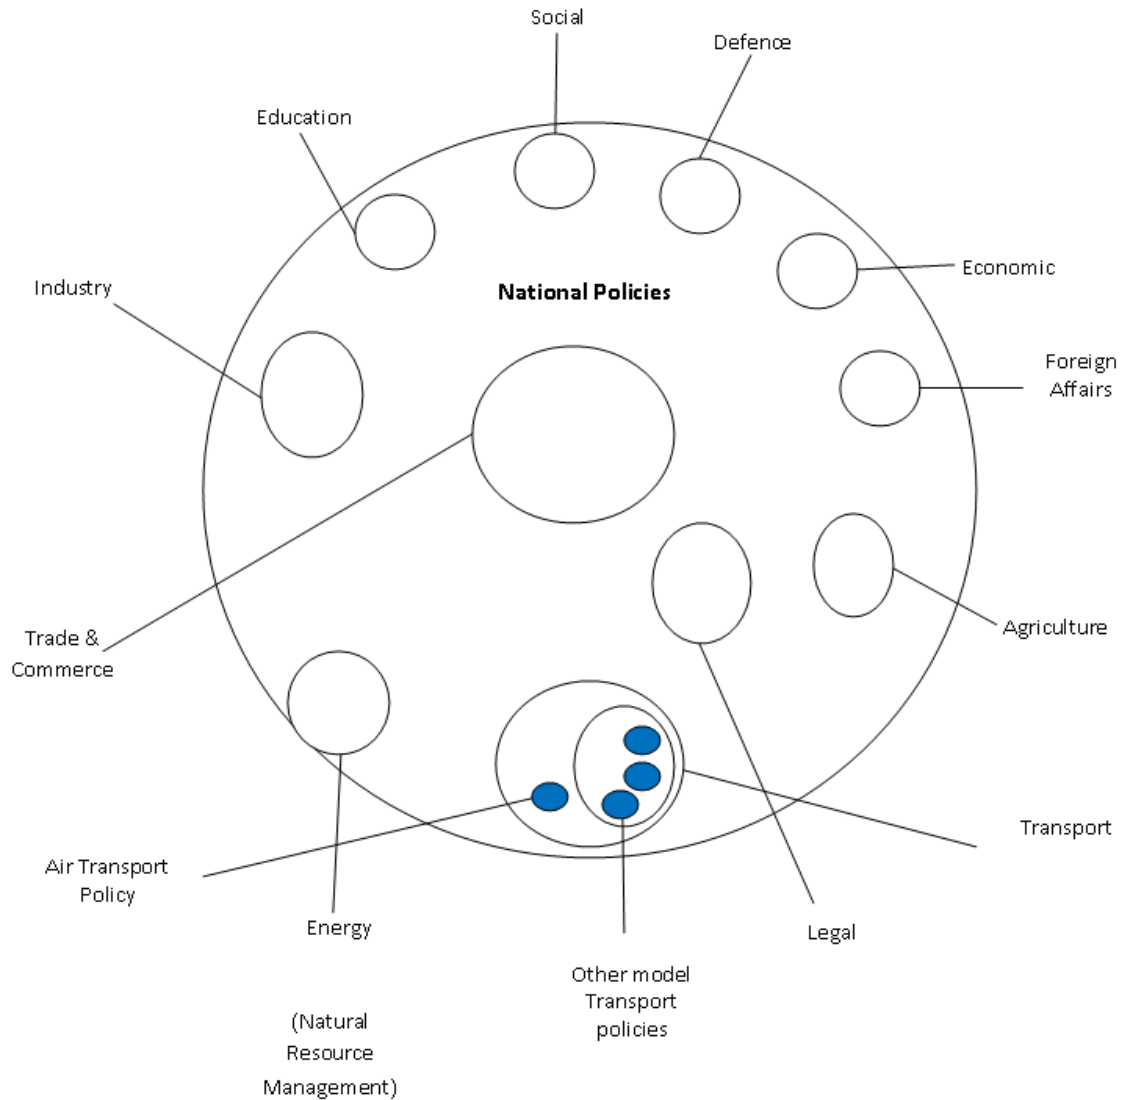 Social
Defence
Education
Economic
Industry
National Policies
Foreign
Affairs
Trade &
Commerce
Agriculture
Transport
Air Transport
Policy
Energy
Legal
Other model
Transport
policies
(Natural
Resource
Management)